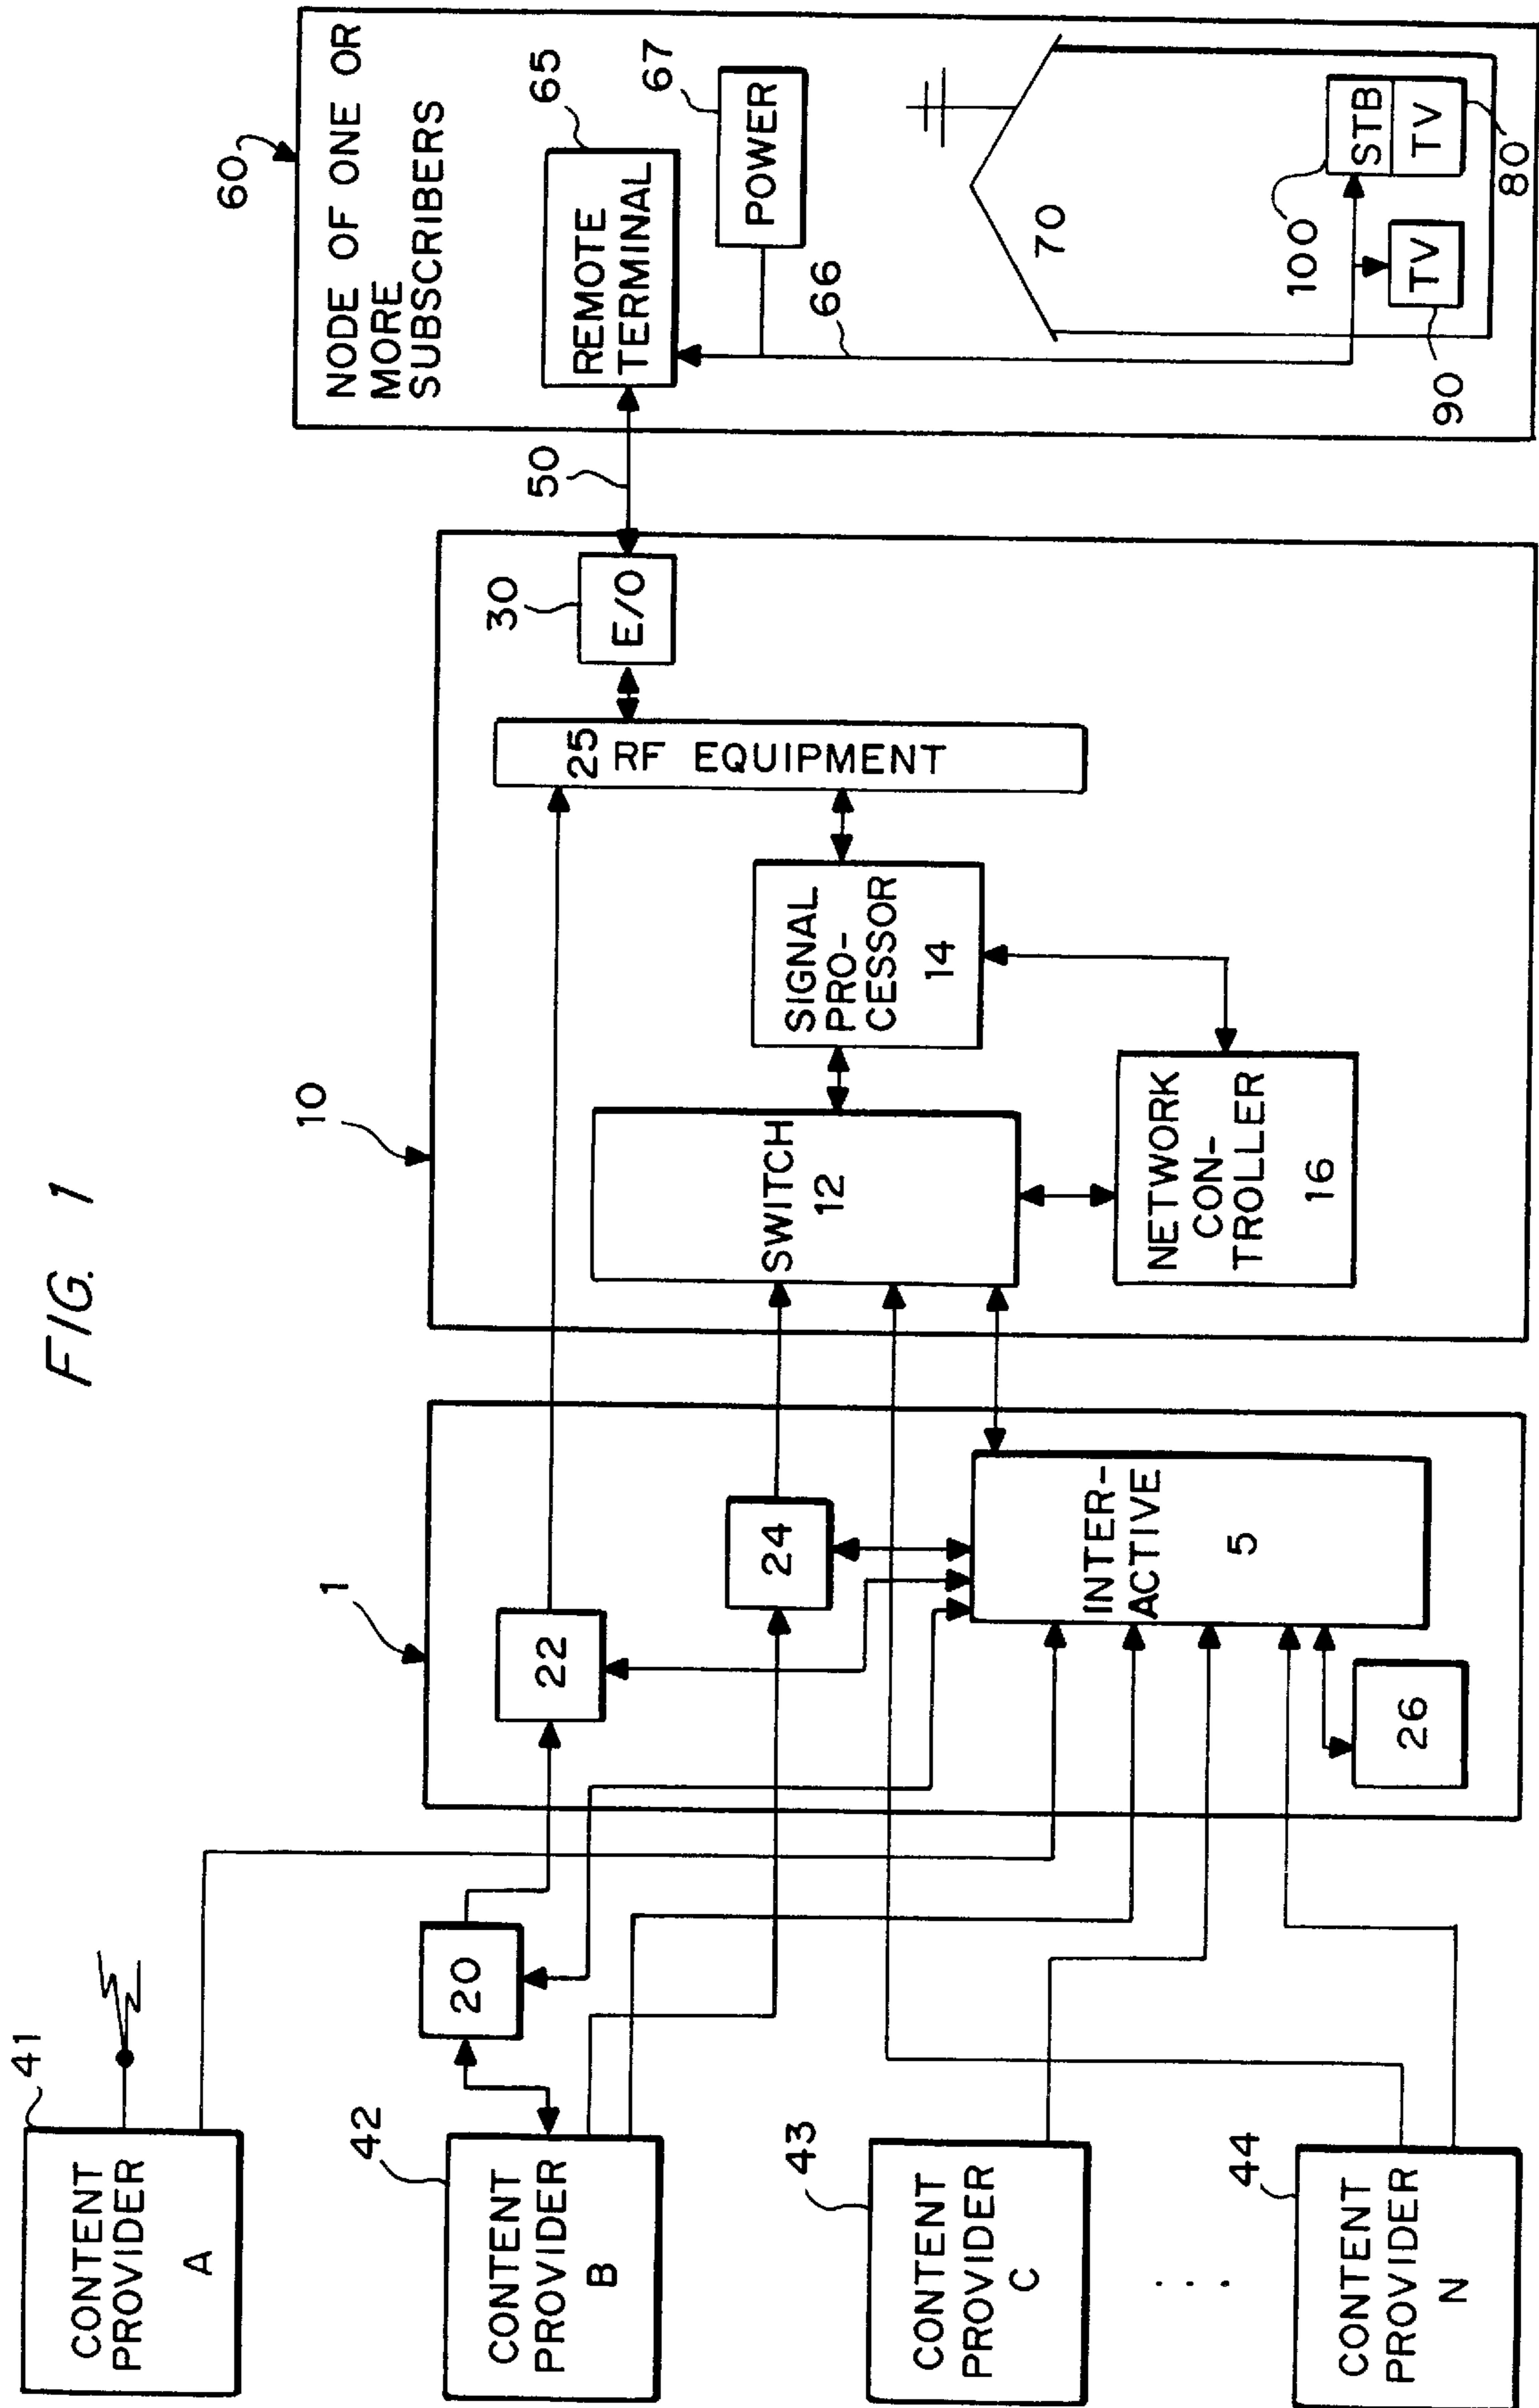 FIG. 1
41
CONTENT
PROVIDER
A
42
CONTENT
PROVIDER
B
43
CONTENT
PROVIDER
C
. . .
44
CONTENT
PROVIDER
N
20
1
22
24
INTER-
ACTIVE
5
26
10
SWITCH
12
SIGNAL
PRO-
CESSOR
14
NETWORK
CON-
TROLLER
16
25 RF EQUIPMENT
30
E/O
50
60
NODE OF ONE OR
MORE
SUBSCRIBERS
65
REMOTE
TERMINAL
67
POWER
66
70
100
STB
TV
80
TV
90